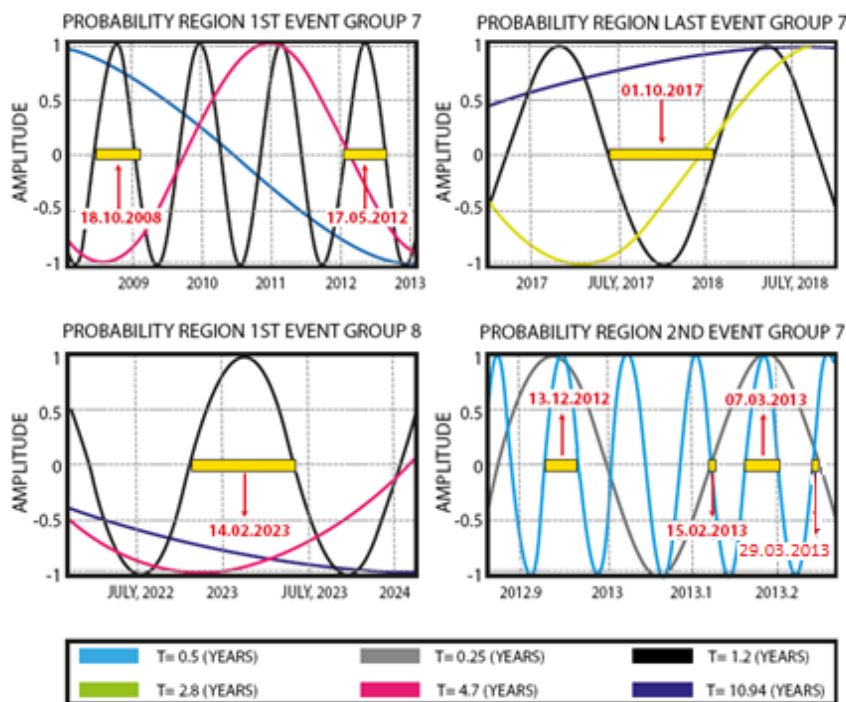 PROBABILITY REGION 1ST EVENT GROUP 7
AMPLITUDE
1
0.5
0
-0.5
-1
18.10.2008
17.05.2012
2009
2010
2011
2012
2013
PROBABILITY REGION LAST EVENT GROUP 7
AMPLITUDE
1
0.5
0
-0.5
-1
01.10.2017
2017
JULY, 2017
2018
JULY, 2018
PROBABILITY REGION 1ST EVENT GROUP 8
AMPLITUDE
1
0.5
0
-0.5
-1
14.02.2023
JULY, 2022
2023
JULY, 2023
2024
PROBABILITY REGION 2ND EVENT GROUP 7
AMPLITUDE
1
0.5
0
-0.5
-1
13.12.2012
07.03.2013
15.02.2013
29.03.2013
2012.9
2013
2013.1
2013.2
T= 0.5 (YEARS)
T= 0.25 (YEARS)
T= 1.2 (YEARS)
T= 2.8 (YEARS)
T= 4.7 (YEARS)
T= 10.94 (YEARS)